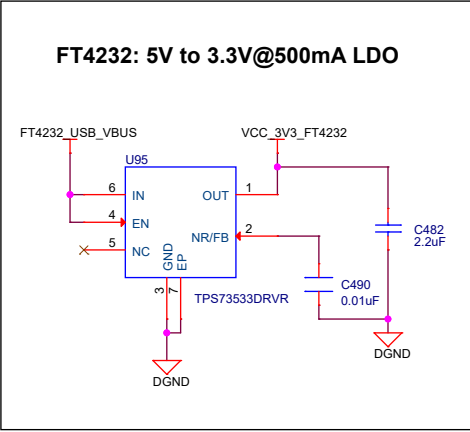 FT4232: 5V to 3.3V@500mA LDO
FT4232_USB_VBUS
VCC_3V3_FT4232
U95
6 IN
OUT 1
4 EN
NR/FB 2
5 NC
GND
EP
3
7
TPS73533DRVR
C482
2.2uF
C490
0.01uF
DGND
DGND